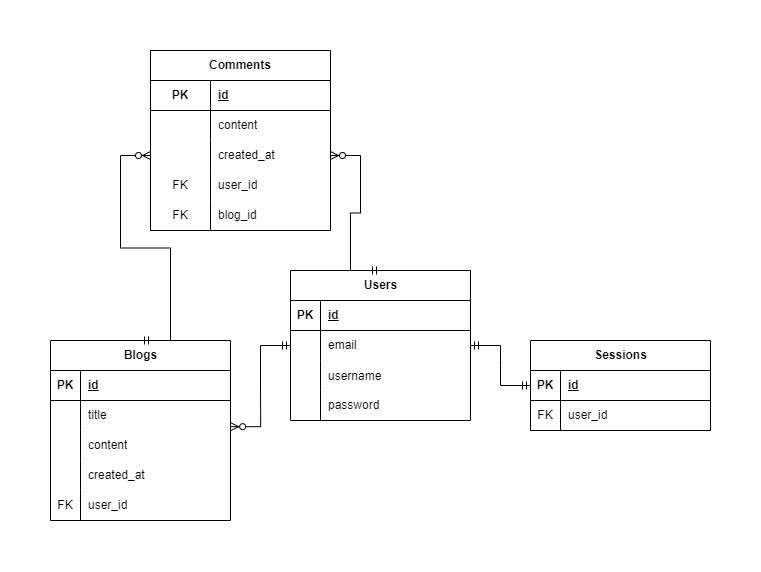 Comments
PK id
content
created_at
FK user_id
FK blog_id
Users
PK id
email
username
password
Blogs
PK id
title
content
created_at
FK user_id
Sessions
PK id
FK user_id